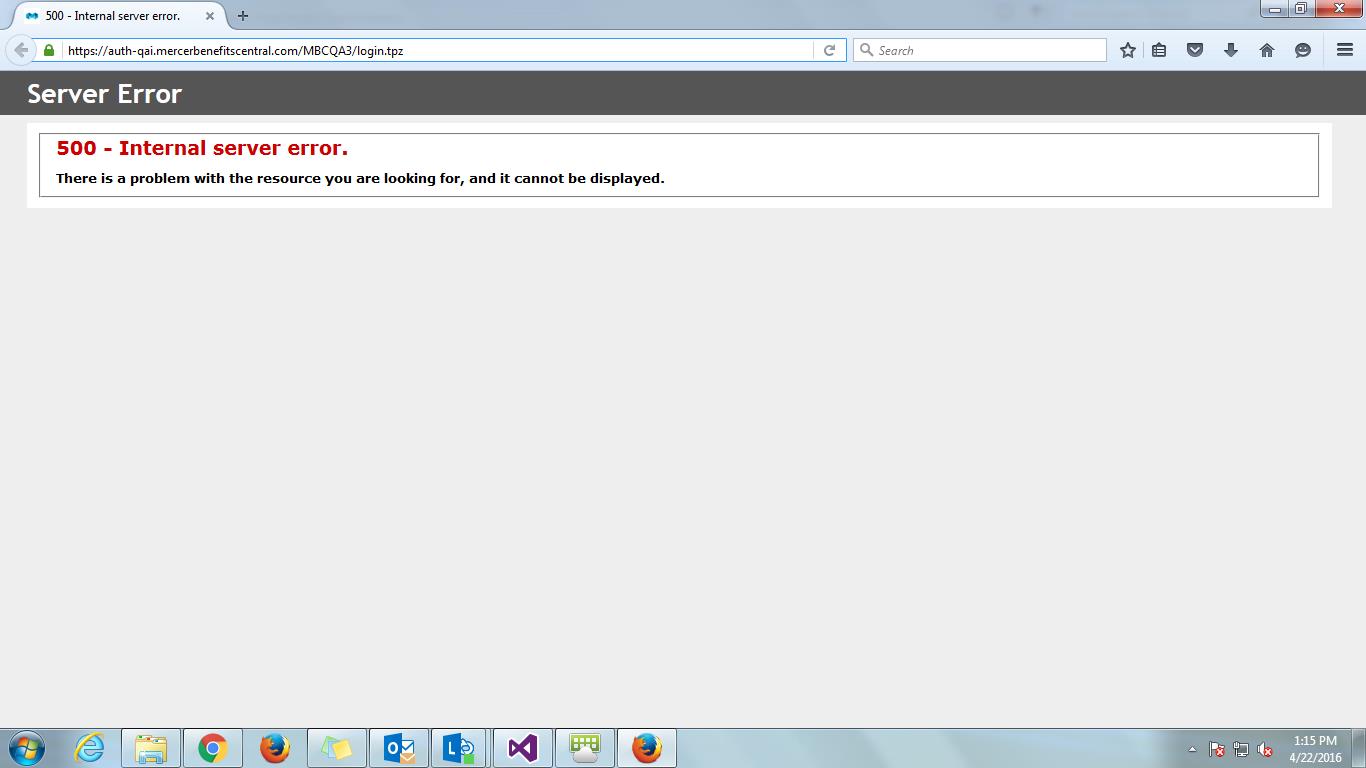 500 - Internal server error.
https://auth-qai.mercerbenefitscentral.com/MBCQA3/login.tpz
Search
Server Error
500 - Internal server error.
There is a problem with the resource you are looking for, and it cannot be displayed.
1:15 PM
4/22/2016